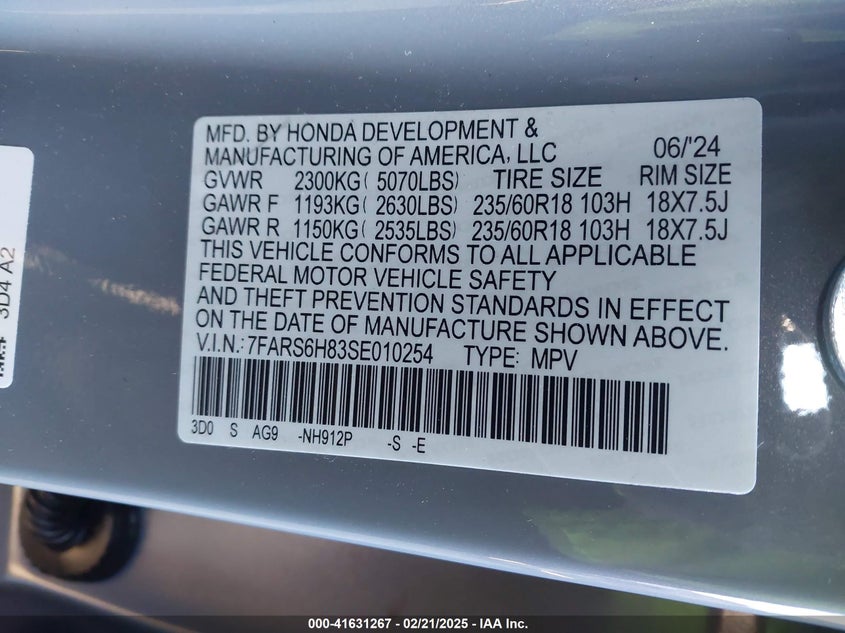 MFD. BY HONDA DEVELOPMENT &
MANUFACTURING OF AMERICA, LLC 06/'24
GVWR 2300KG ( 5070LBS) TIRE SIZE RIM SIZE
GAWR F 1193KG ( 2630LBS) 235/60R18 103H 18X7.5J
GAWR R 1150KG ( 2535LBS) 235/60R18 103H 18X7.5J
THIS VEHICLE CONFORMS TO ALL APPLICABLE
FEDERAL MOTOR VEHICLE SAFETY
AND THEFT PREVENTION STANDARDS IN EFFECT
ON THE DATE OF MANUFACTURE SHOWN ABOVE.
V.I.N.: 7FARS6H83SE010254 TYPE: MPV
3D0 S AG9 -NH912P -S -E
3D4 A2
000-41631267 - 02/21/2025 - IAA Inc.